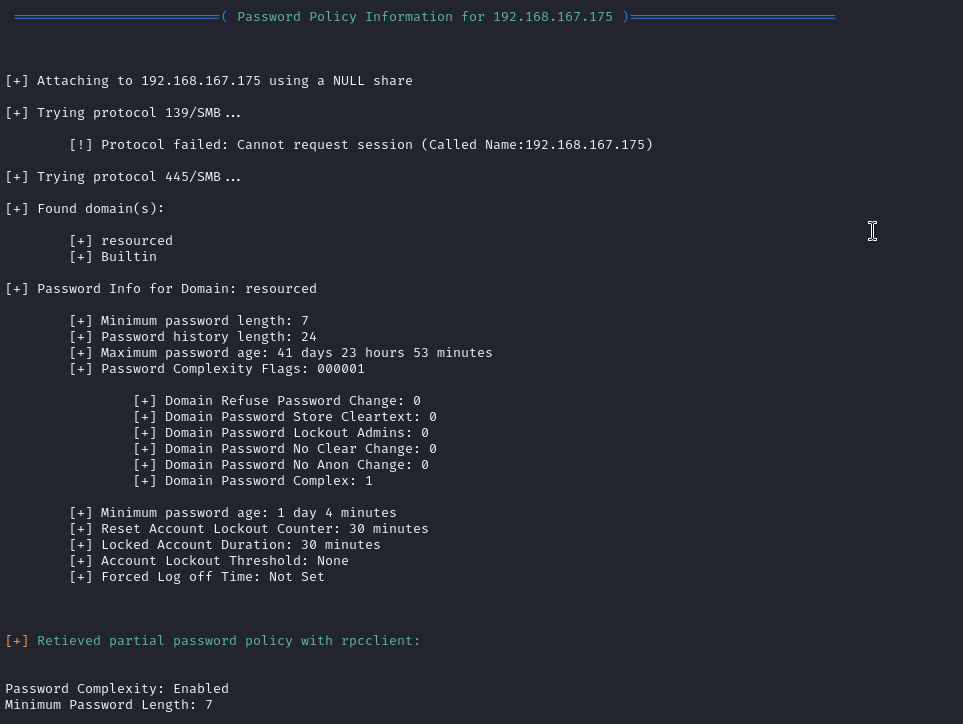 ( Password Policy Information for 192.168.167.175 )
[+] Attaching to 192.168.167.175 using a NULL share
[+] Trying protocol 139/SMB...
[!] Protocol failed: Cannot request session (Called Name:192.168.167.175)
[+] Trying protocol 445/SMB...
[+] Found domain(s):
[+] resourced
[+] Builtin
[+] Password Info for Domain: resourced
[+] Minimum password length: 7
[+] Password history length: 24
[+] Maximum password age: 41 days 23 hours 53 minutes
[+] Password Complexity Flags: 000001
[+] Domain Refuse Password Change: 0
[+] Domain Password Store Cleartext: 0
[+] Domain Password Lockout Admins: 0
[+] Domain Password No Clear Change: 0
[+] Domain Password No Anon Change: 0
[+] Domain Password Complex: 1
[+] Minimum password age: 1 day 4 minutes
[+] Reset Account Lockout Counter: 30 minutes
[+] Locked Account Duration: 30 minutes
[+] Account Lockout Threshold: None
[+] Forced Log off Time: Not Set
[+] Retieved partial password policy with rpcclient:
Password Complexity: Enabled
Minimum Password Length: 7